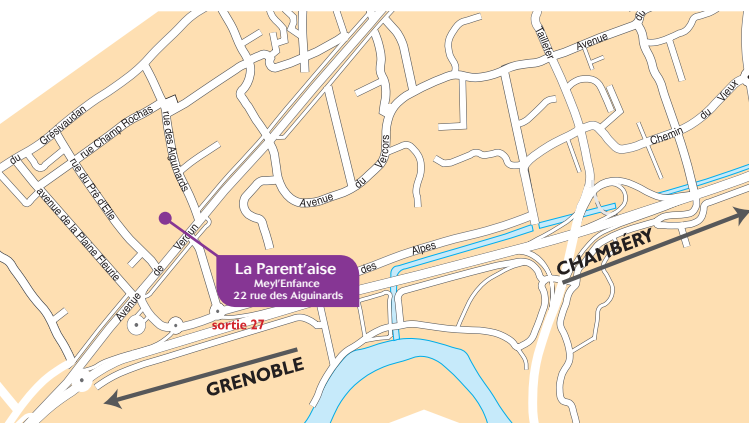 Taillefer
Avenue
du
du Grésivaudan
rue Champ Rochas
rue des Aiguinards
rue du Pré d'Elle
avenue de la Plaine Fleurie
Avenue du Vercors
Chemin du Vieux
Avenue de Verdun
des Alpes
La Parent'aise
Meyl'Enfance
22 rue des Aiguinards
sortie 27
CHAMBÉRY
GRENOBLE